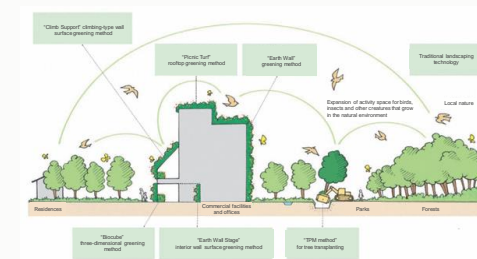 "Climb Support" climbing-type wall
surface greening method
"Picnic Turf"
rooftop greening method
"Earth Wall"
greening method
Traditional landscaping
technology
Expansion of activity space for birds,
insects and other creatures that grow
in the natural environment
Local nature
Residences
Commercial facilities
and offices
Parks
Forests
"Biocube"
three-dimensional greening
method
"Earth Wall Stage"
interior wall surface greening method
"TPM method"
for tree transplanting